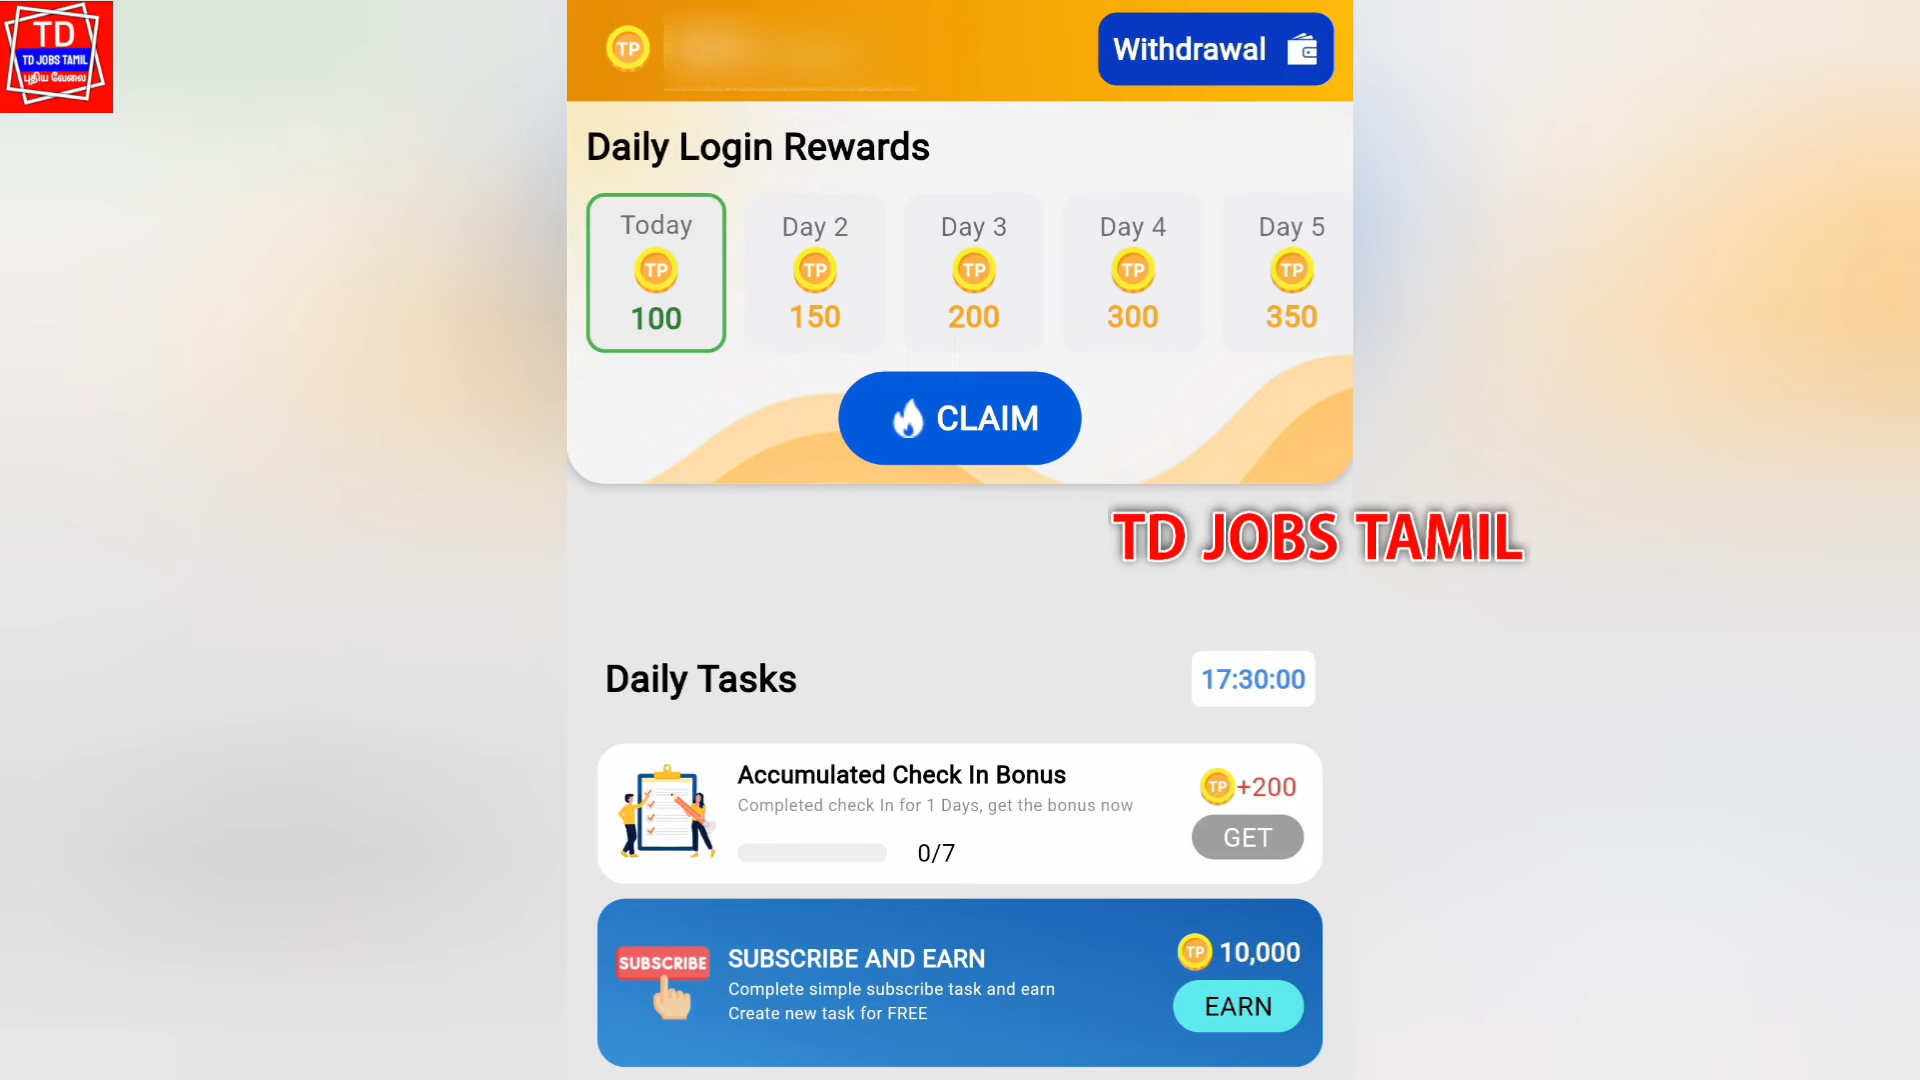 TD
TD JOBS TAMIL
புதிய வேலை
TP
Withdrawal
Daily Login Rewards
Today
Day 2
Day 3
Day 4
Day 5
TP
TP
TP
TP
TP
100
150
200
300
350
CLAIM
TD JOBS TAMIL
Daily Tasks
17:30:00
Accumulated Check In Bonus
Completed check In for 1 Days, get the bonus now
0/7
TP +200
GET
SUBSCRIBE
SUBSCRIBE AND EARN
Complete simple subscribe task and earn
Create new task for FREE
TP 10,000
EARN